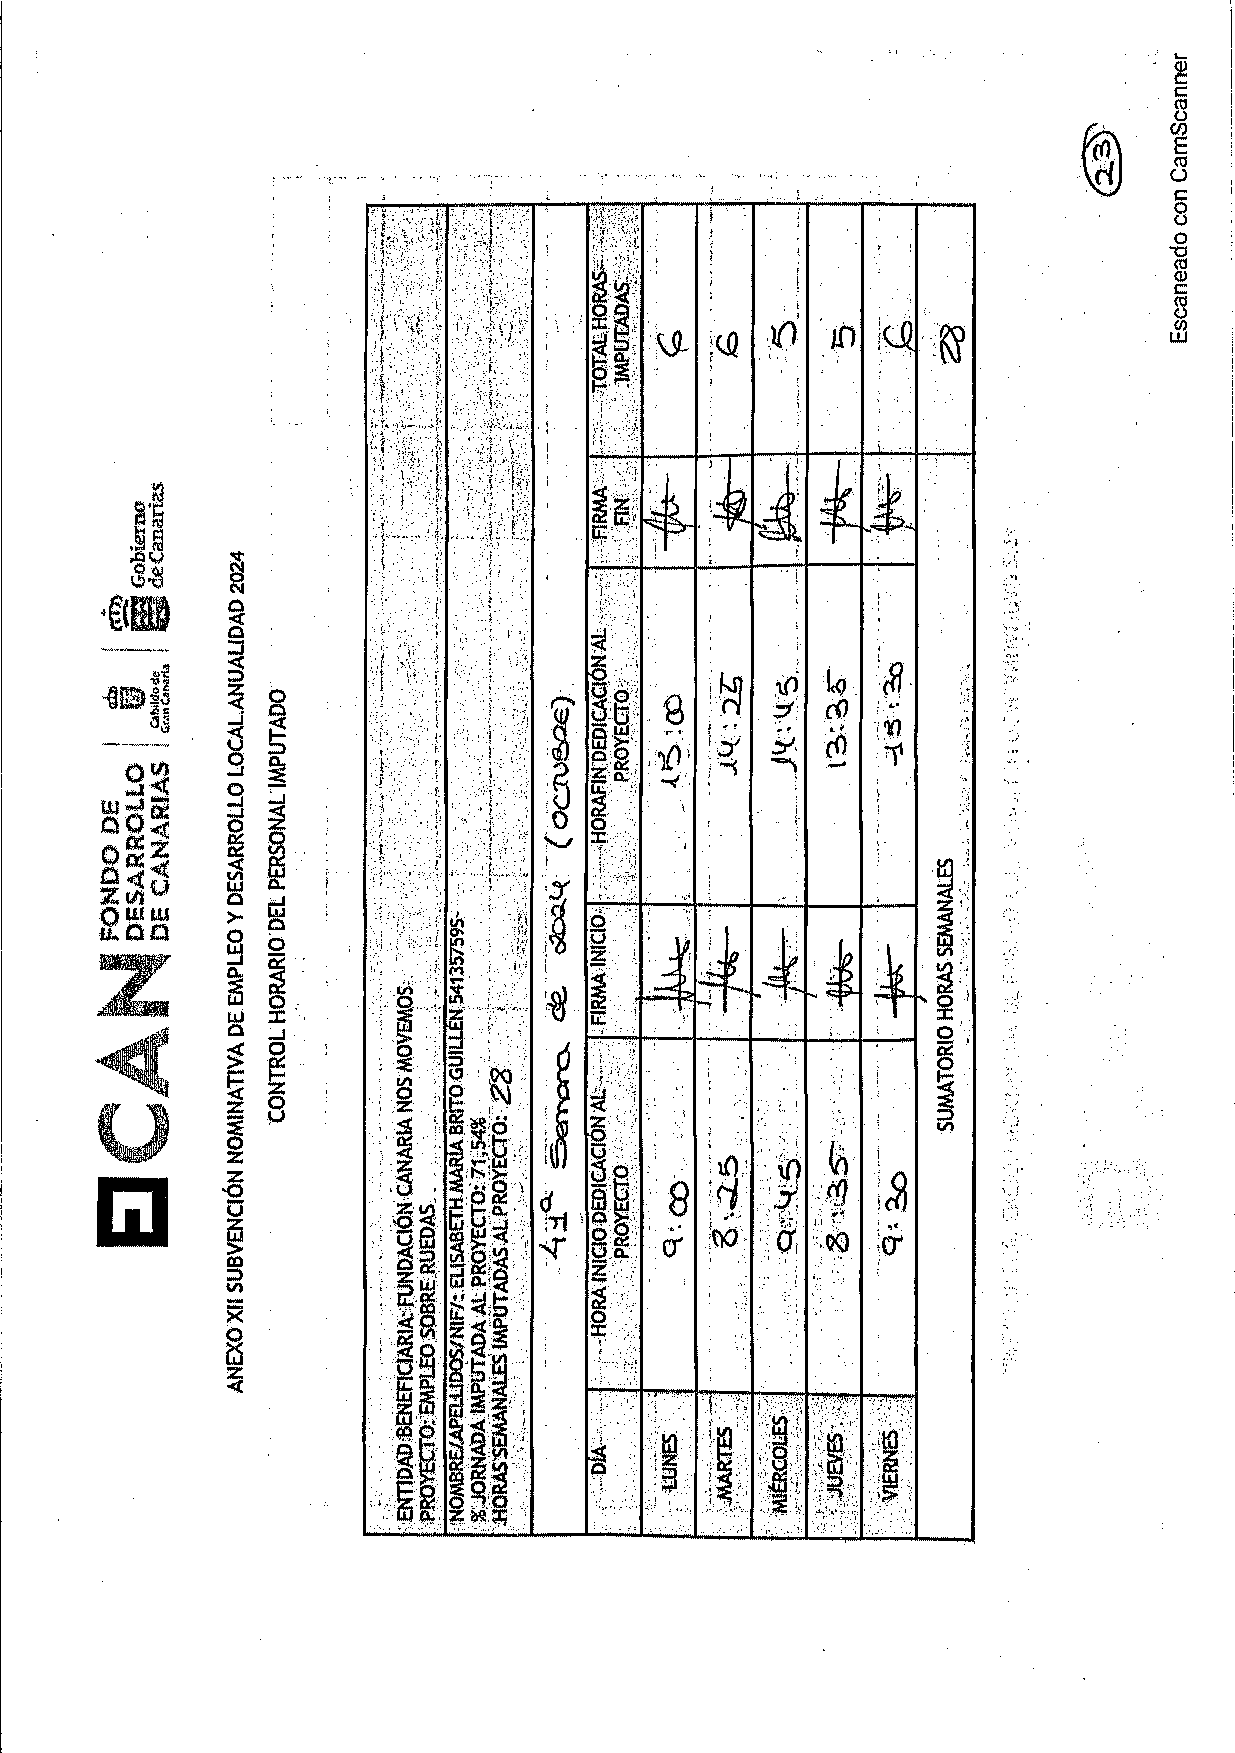 CAN
FONDO DE
DESARROLLO
DE CANARIAS
Cabildo de
Gran Canaria
Gobierno
de Canarias
ANEXO XII SUBVENCIÓN NOMINATIVA DE EMPLEO Y DESARROLLO LOCAL ANUALIDAD 2024
CONTROL HORARIO DEL PERSONAL IMPUTADO
ENTIDAD BENEFICIARIA: FUNDACIÓN CANARIA NOS MOVEMOS
PROYECTO: EMPLEO SOBRE RUEDAS
NOMBRE/APELLIDOS/NIF/: ELISABETH MARIA BRITO GUILLEN 54135759S
% JORNADA IMPUTADA AL PROYECTO: 71,54%
HORAS SEMANALES IMPUTADAS AL PROYECTO: 28
41ª Semana de 2024 (OCTUBRE)
DÍA HORA INICIO DEDICACIÓN AL PROYECTO FIRMA INICIO HORA FIN DEDICACIÓN AL PROYECTO FIRMA FIN TOTAL HORAS IMPUTADAS
LUNES 9:00 15:00 6
MARTES 8:25 14:25 6
MIÉRCOLES 9:45 14:45 5
JUEVES 8:35 13:35 5
VIERNES 9:30 15:30 6
SUMATORIO HORAS SEMANALES 28
23
Escaneado con CamScanner